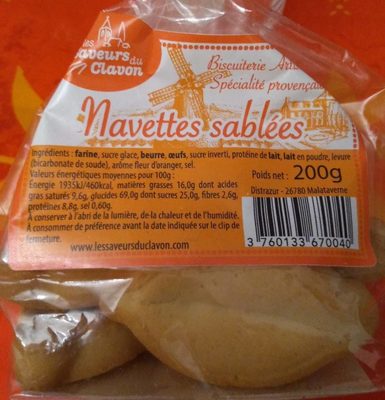 les
Saveurs du
Clavon
Biscuiterie
Spécialité provençale
Navettes sablées
Ingrédients : farine, sucre glace, beurre, œufs, sucre inverti, protéine de lait, lait en poudre, levure
(bicarbonate de soude), arôme fleur d'oranger, sel.
Valeurs énergétiques moyennes pour 100g :
Énergie 1935kJ/460kcal, matières grasses 16,0g dont acides
gras saturés 9,6g, glucides 69,0g dont sucres 25,0g, fibres 2,6g,
protéines 8,8g, sel 0,60g.
À conserver à l'abri de la lumière, de la chaleur et de l'humidité.
À consommer de préférence avant la date indiquée sur le clip de
fermeture.
www.lessaveursduclavon.com
Poids net : 200g
Distrazur - 26780 Malataverne
3 760133 670040